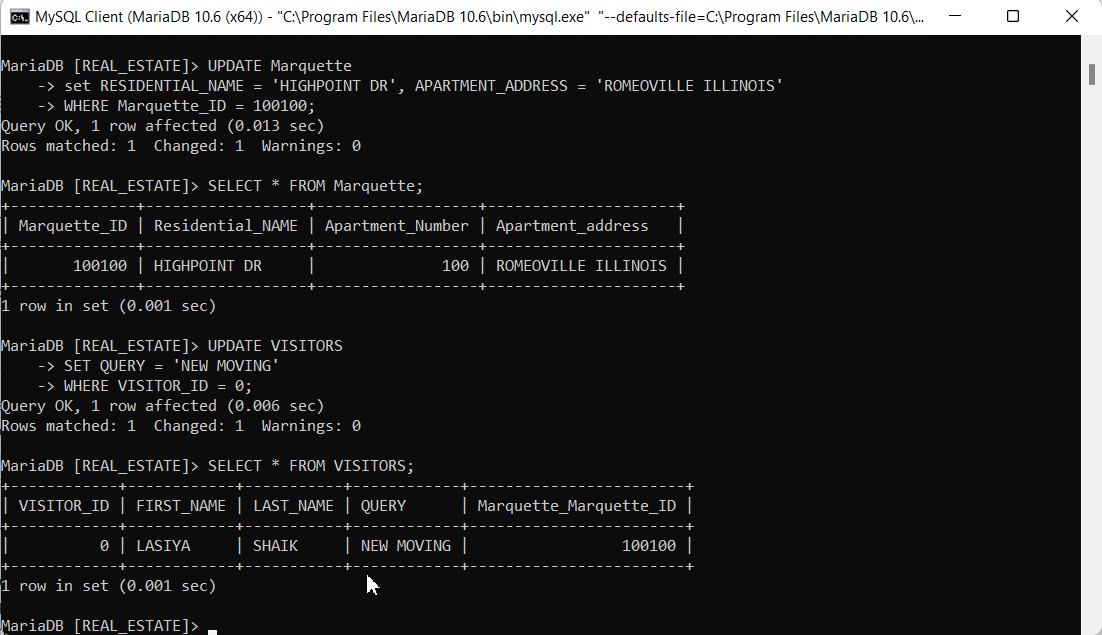 MySQL Client (MariaDB 10.6 (x64)) - "C:\Program Files\MariaDB 10.6\bin\mysql.exe"  "--defaults-file=C:\Program Files\MariaDB 10.6\...
MariaDB [REAL_ESTATE]> UPDATE Marquette
    -> set RESIDENTIAL_NAME = 'HIGHPOINT DR', APARTMENT_ADDRESS = 'ROMEOVILLE ILLINOIS'
    -> WHERE Marquette_ID = 100100;
Query OK, 1 row affected (0.013 sec)
Rows matched: 1  Changed: 1  Warnings: 0
MariaDB [REAL_ESTATE]> SELECT * FROM Marquette;
+--------------+------------------+------------------+---------------------+
| Marquette_ID | Residential_NAME | Apartment_Number | Apartment_address   |
+--------------+------------------+------------------+---------------------+
|       100100 | HIGHPOINT DR     |              100 | ROMEOVILLE ILLINOIS |
+--------------+------------------+------------------+---------------------+
1 row in set (0.001 sec)
MariaDB [REAL_ESTATE]> UPDATE VISITORS
    -> SET QUERY = 'NEW MOVING'
    -> WHERE VISITOR_ID = 0;
Query OK, 1 row affected (0.006 sec)
Rows matched: 1  Changed: 1  Warnings: 0
MariaDB [REAL_ESTATE]> SELECT * FROM VISITORS;
+------------+------------+-----------+------------+------------------------+
| VISITOR_ID | FIRST_NAME | LAST_NAME | QUERY      | Marquette_Marquette_ID |
+------------+------------+-----------+------------+------------------------+
|          0 | LASIYA     | SHAIK     | NEW MOVING |                 100100 |
+------------+------------+-----------+------------+------------------------+
1 row in set (0.001 sec)
MariaDB [REAL_ESTATE]>